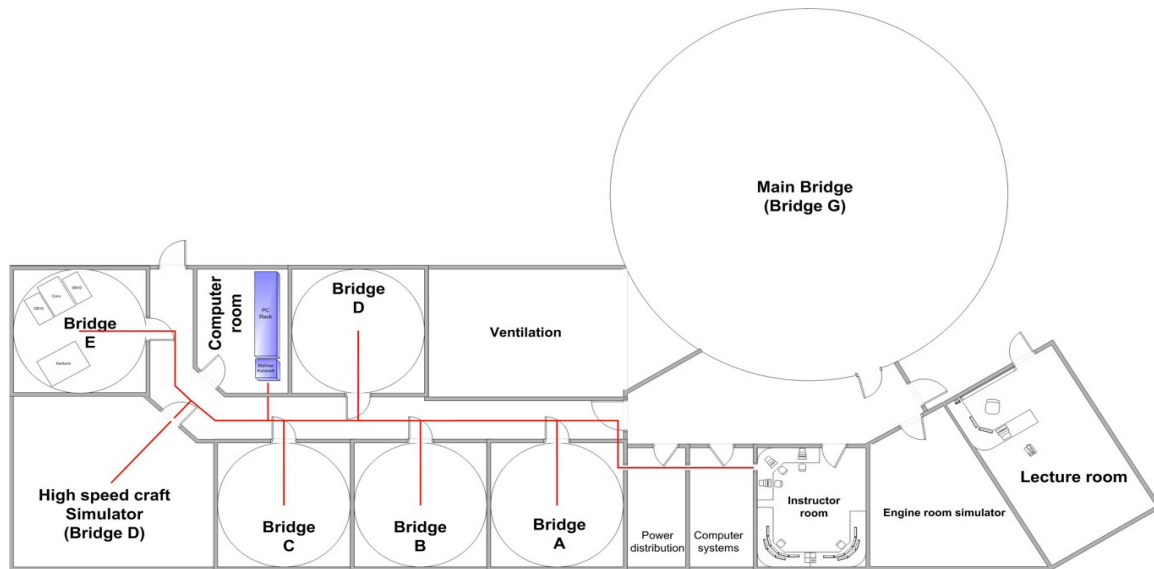 Main Bridge
(Bridge G)
Bridge
E
Computer
room
PC
Rack
Bridge
D
Ventilation
High speed craft
Simulator
(Bridge D)
Bridge
C
Bridge
B
Bridge
A
Power
distribution
Computer
systems
Instructor
room
Engine room simulator
Lecture room